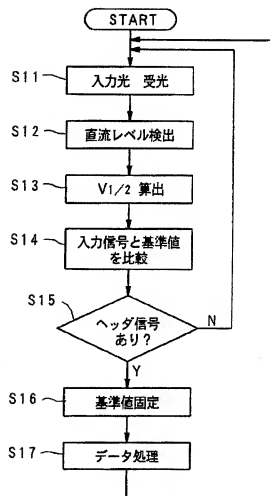 START
S11 入力光 受光
S12 直流レベル検出
S13 V1/2 算出
S14 入力信号と基準値
を比較
S15 ヘッダ信号
あり?
N
Y
S16 基準値固定
S17 データ処理